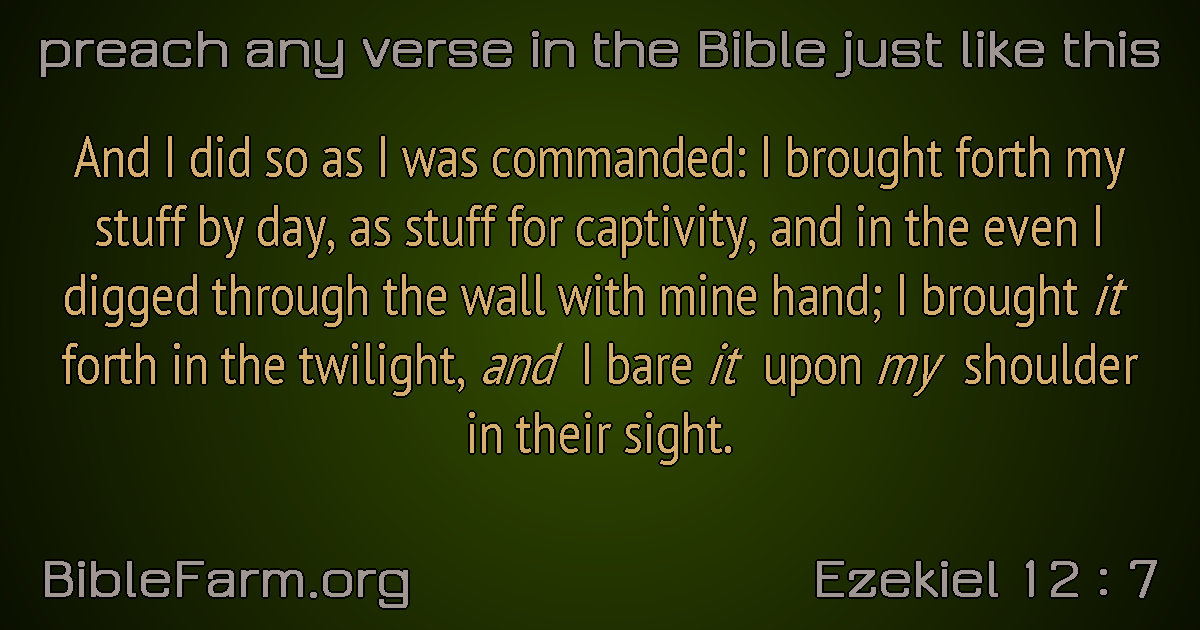 preach any verse in the Bible just like this
And I did so as I was commanded: I brought forth my
stuff by day, as stuff for captivity, and in the even I
digged through the wall with mine hand; I brought it
forth in the twilight, and I bare it upon my shoulder
in their sight.
BibleFarm.org
Ezekiel 12 : 7